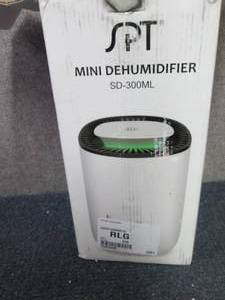 SPT
MINI DEHUMIDIFIER
SD-300ML
RLG